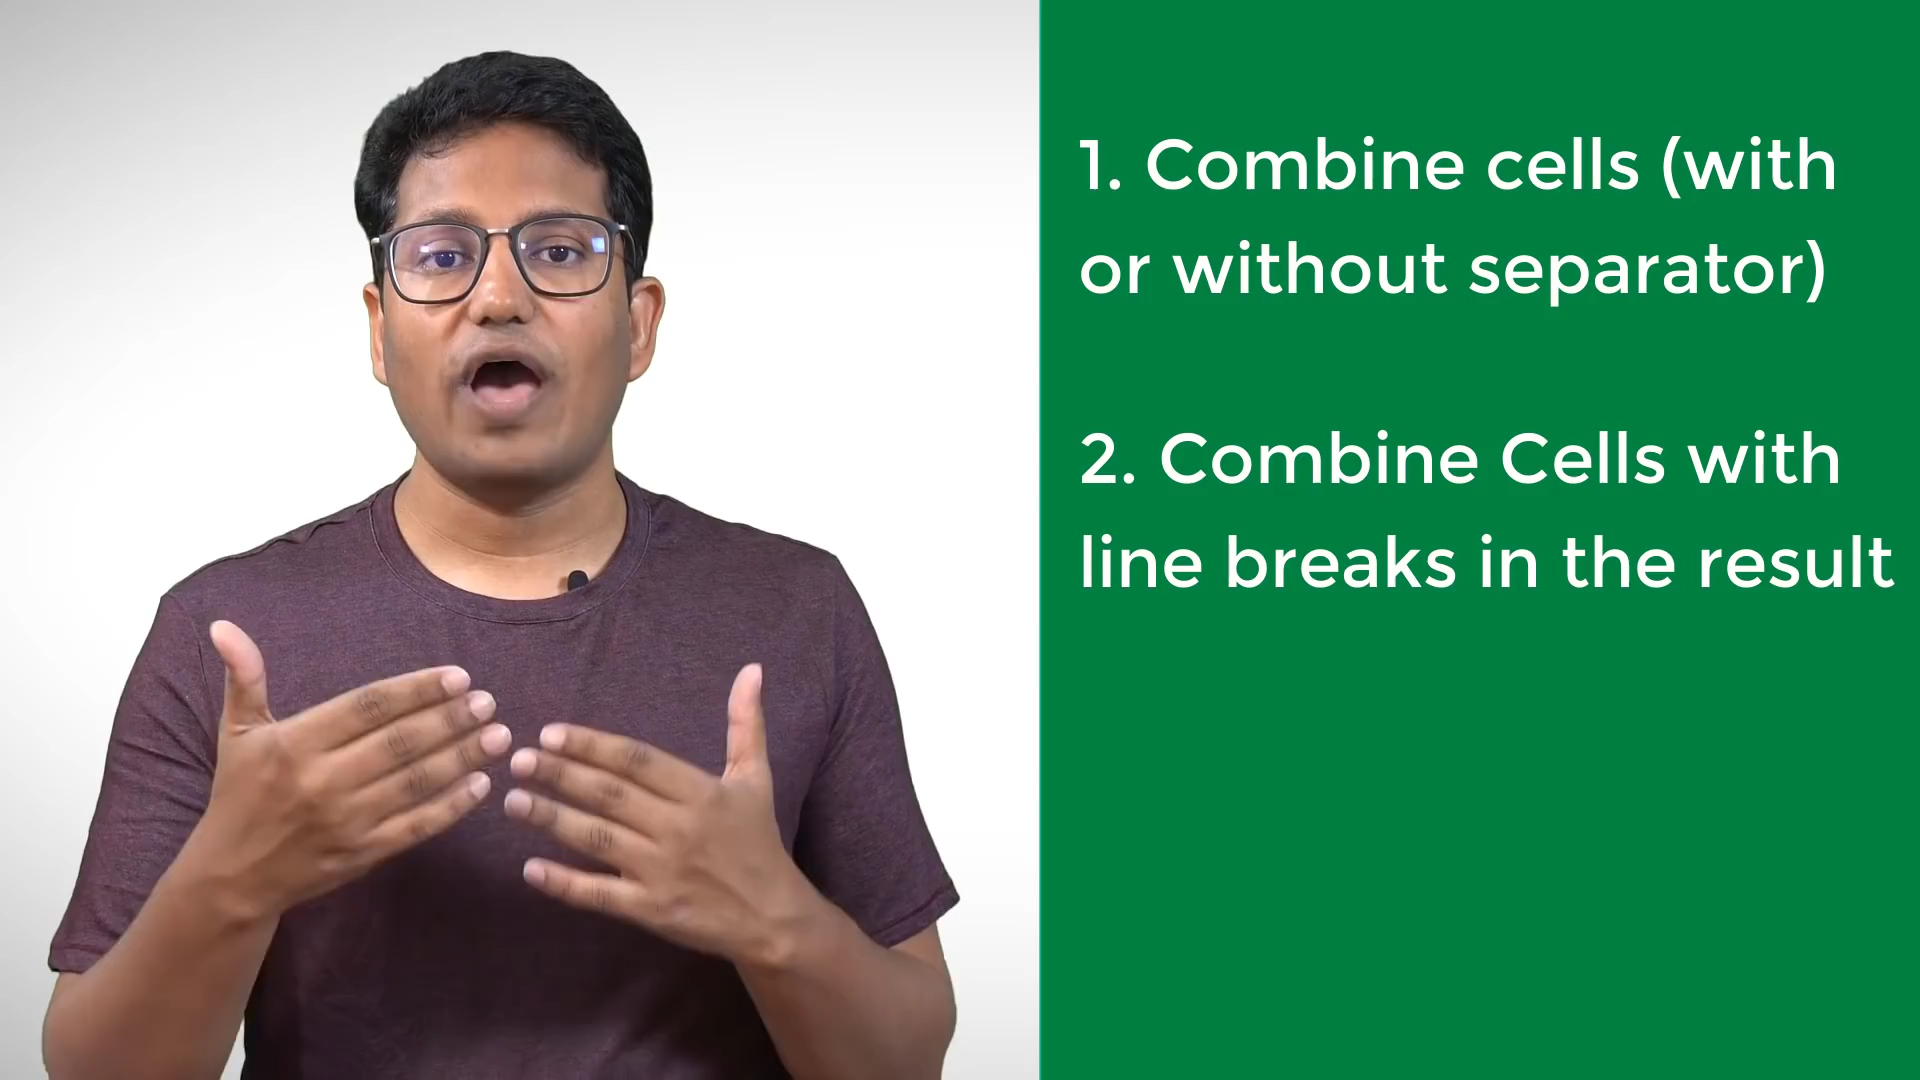 1. Combine cells (with
or without separator)
2. Combine Cells with
line breaks in the result